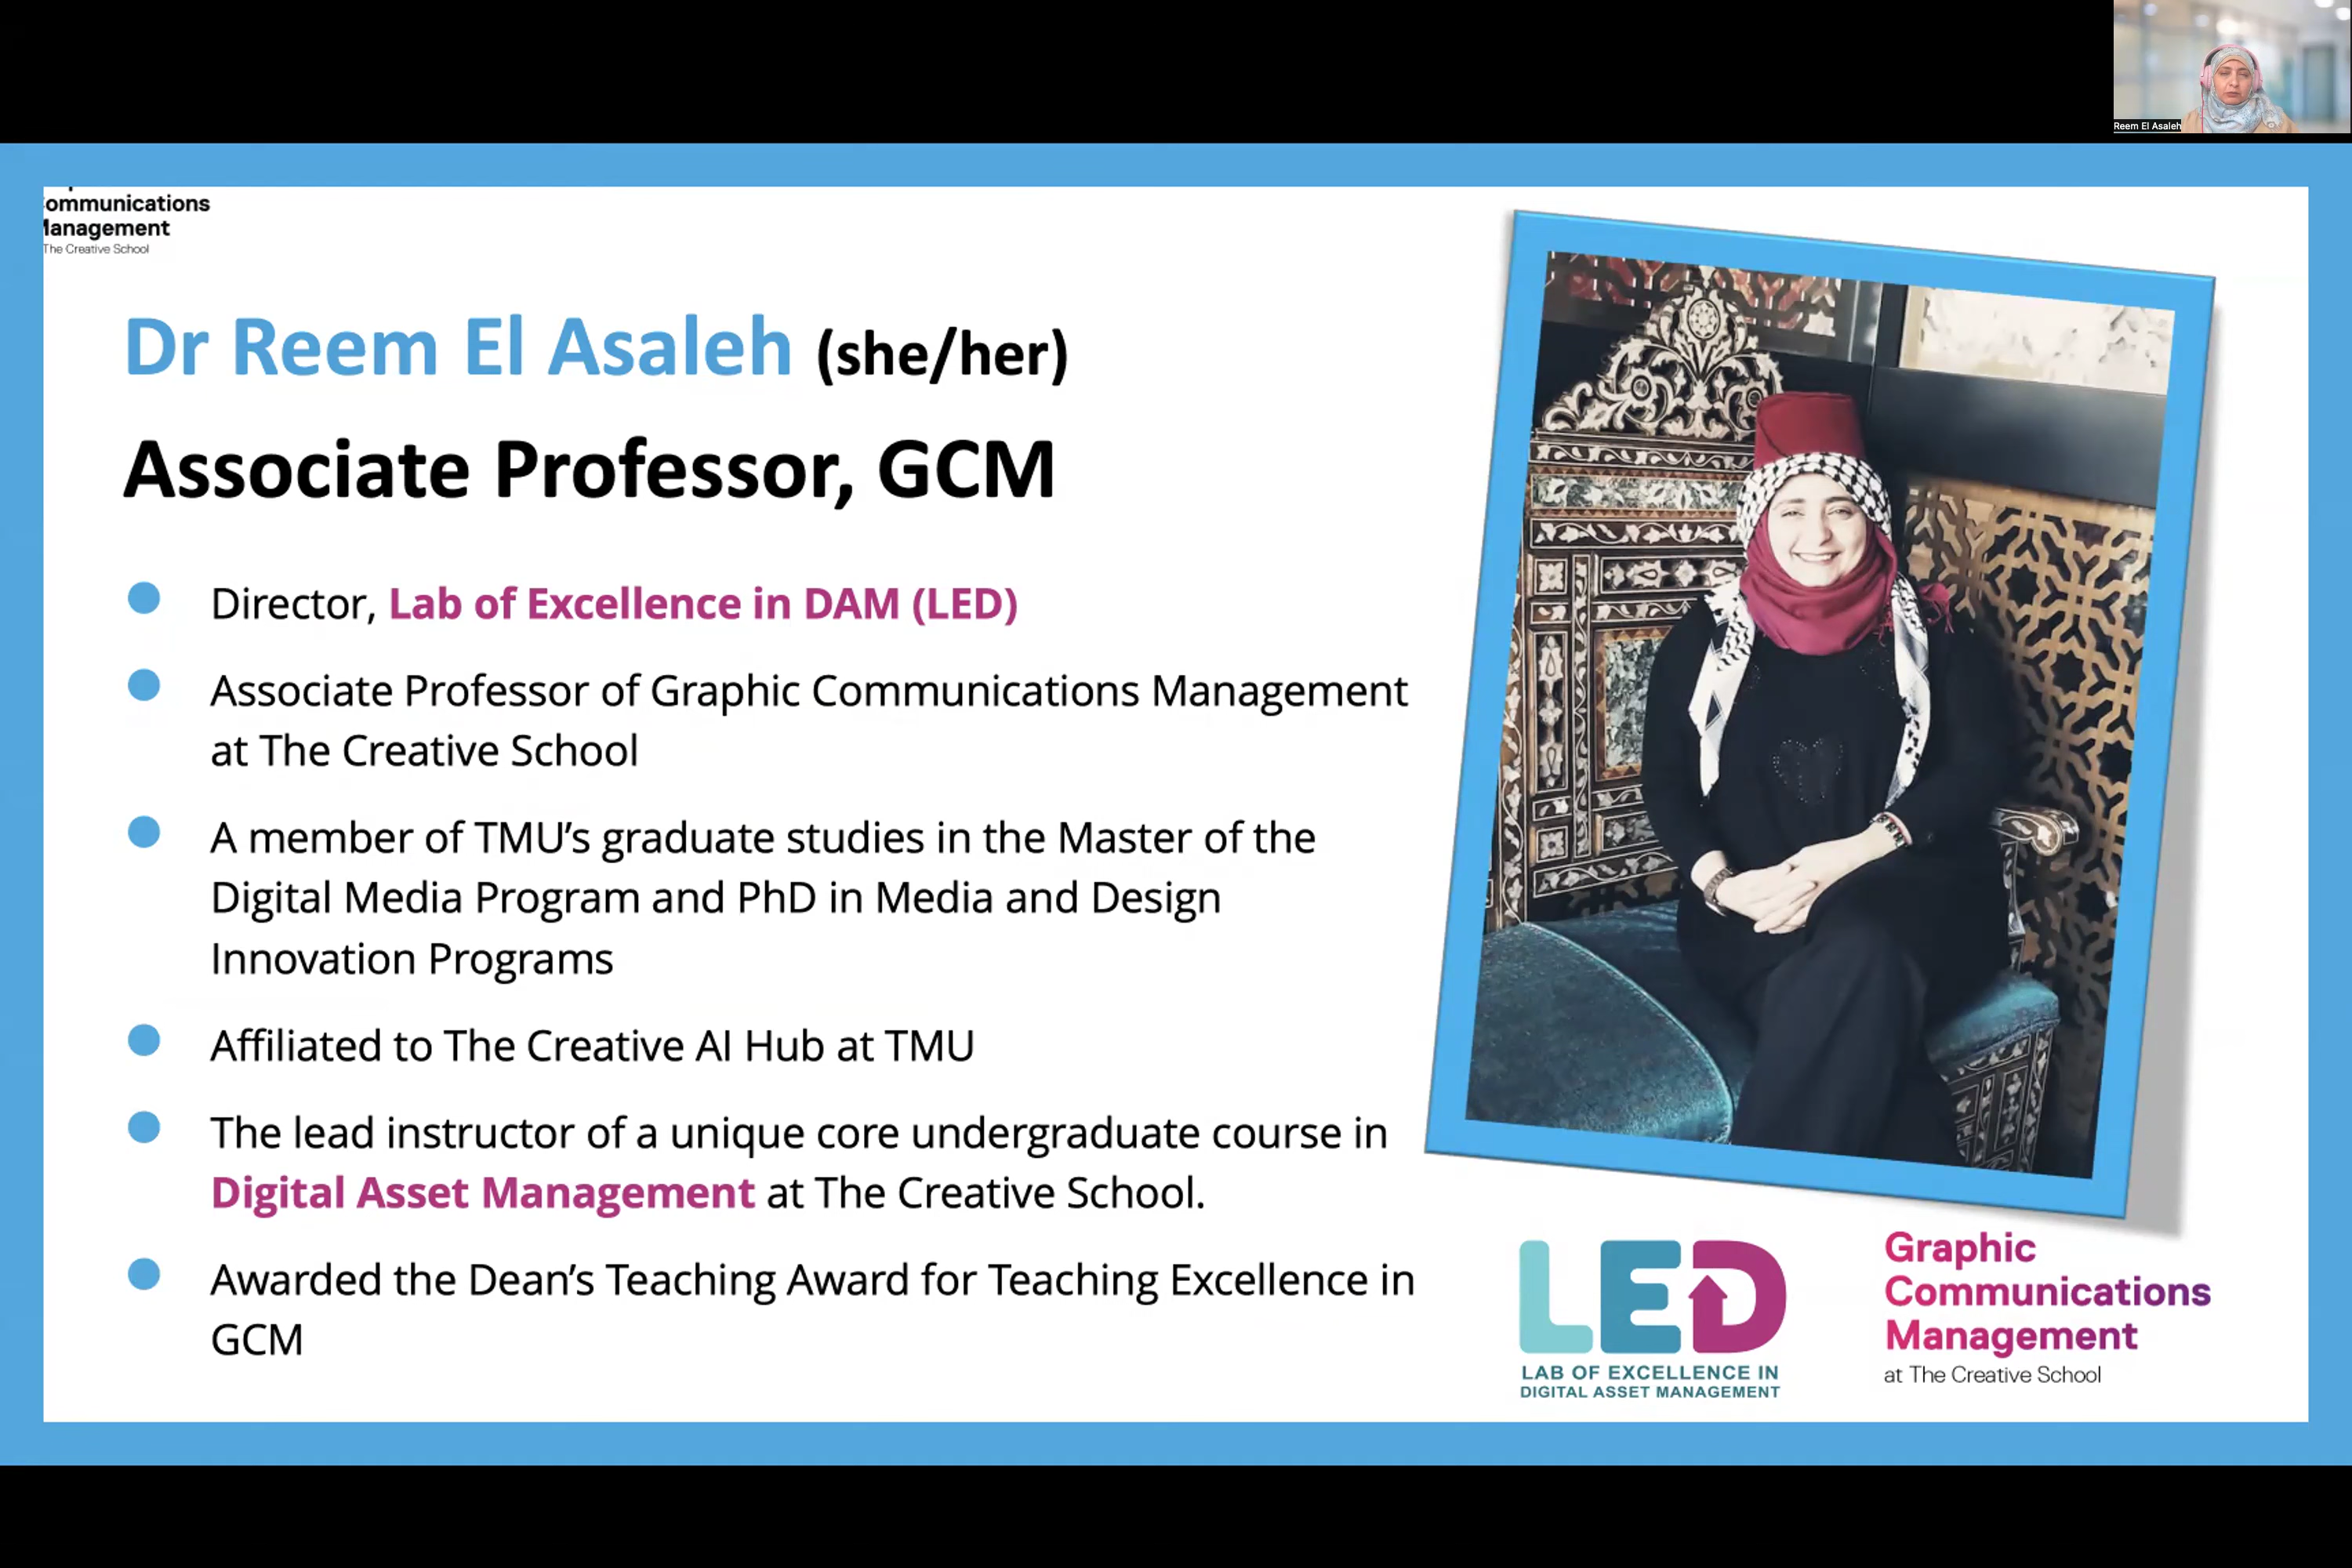 Reem El Asaleh
ommunications
anagement
The Creative School
Dr Reem El Asaleh (she/her)
Associate Professor, GCM
Director, Lab of Excellence in DAM (LED)
Associate Professor of Graphic Communications Management
at The Creative School
A member of TMU’s graduate studies in the Master of the
Digital Media Program and PhD in Media and Design
Innovation Programs
Affiliated to The Creative AI Hub at TMU
The lead instructor of a unique core undergraduate course in
Digital Asset Management at The Creative School.
Awarded the Dean’s Teaching Award for Teaching Excellence in
GCM
LED
LAB OF EXCELLENCE IN
DIGITAL ASSET MANAGEMENT
Graphic
Communications
Management
at The Creative School